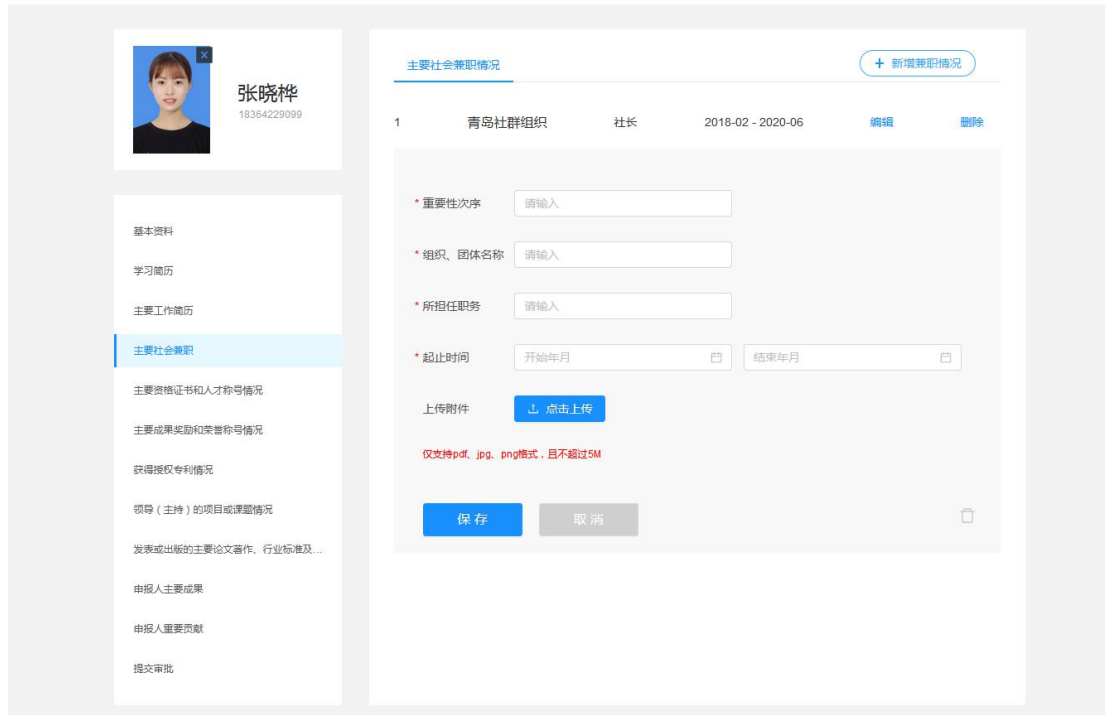 张晓桦
18364229099
基本资料
学习简历
主要工作简历
主要社会兼职
主要资格证书和人才称号情况
主要成果奖励和荣誉称号情况
获得授权专利情况
领导（主持）的项目或课题情况
发表或出版的主要论文著作、行业标准及...
申报人主要成果
申报人重要贡献
提交审批
主要社会兼职情况
+ 新增兼职情况
1 青岛社群组织 社长 2018-02 - 2020-06 编辑 删除
* 重要性次序 请输入
* 组织、团体名称 请输入
* 所担任职务 请输入
* 起止时间 开始年月 结束年月
上传附件 点击上传
仅支持pdf、jpg、png格式，且不超过5M
保存 取消